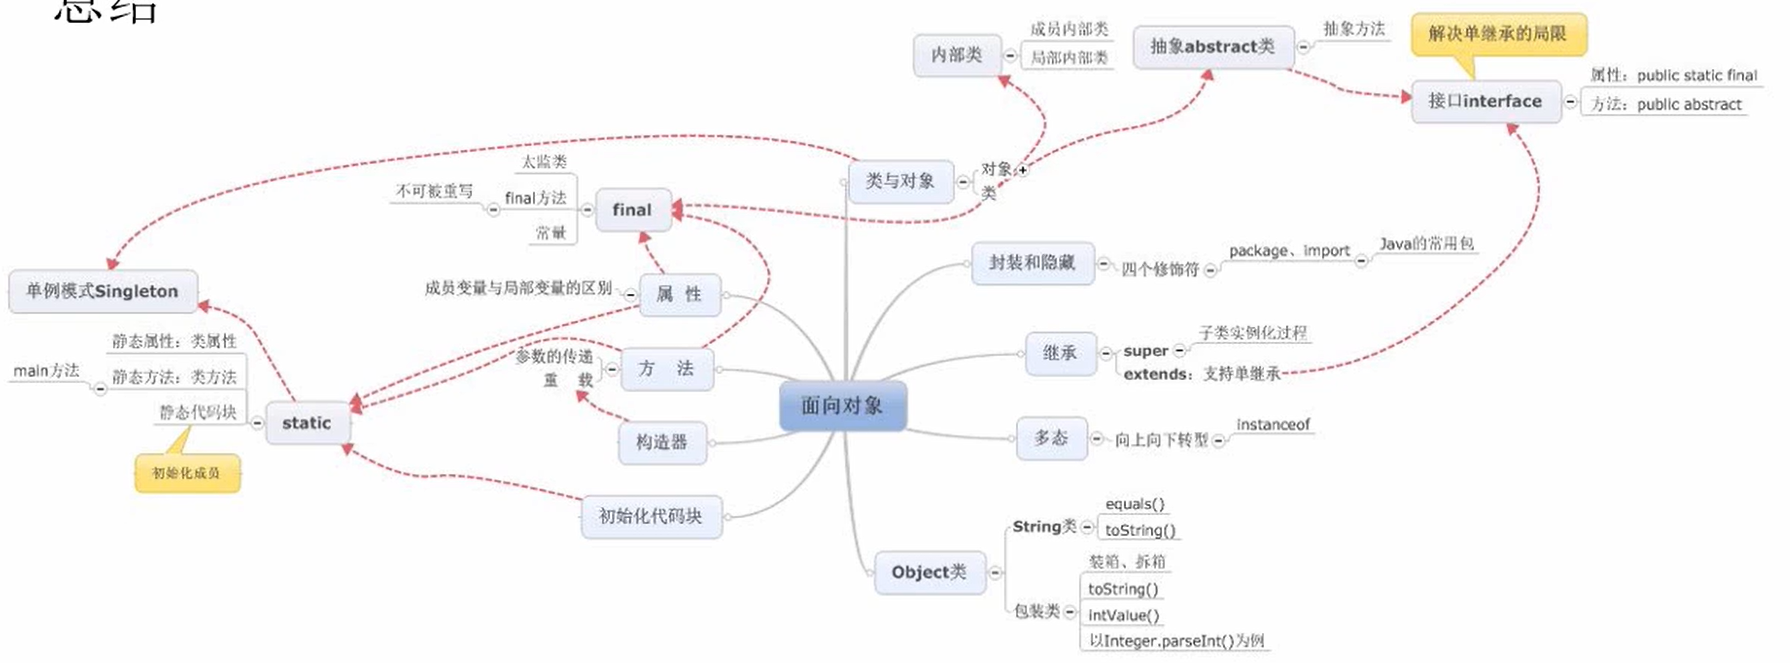 总结
内部类
成员内部类
局部内部类
抽象abstract类
抽象方法
解决单继承的局限
接口interface
属性：public static final
方法：public abstract
类与对象
对象
类
太监类
不可被重写
final方法
常量
final
封装和隐藏
四个修饰符
package、import
Java的常用包
单例模式Singleton
成员变量与局部变量的区别
属 性
静态属性：类属性
main方法
静态方法：类方法
静态代码块
static
初始化成员
参数的传递
重 载
方 法
继承
super
子类实例化过程
extends：支持单继承
面向对象
构造器
多态
向上向下转型
instanceof
初始化代码块
Object类
String类
equals()
toString()
包装类
装箱、拆箱
toString()
intValue()
以Integer.parseInt()为例